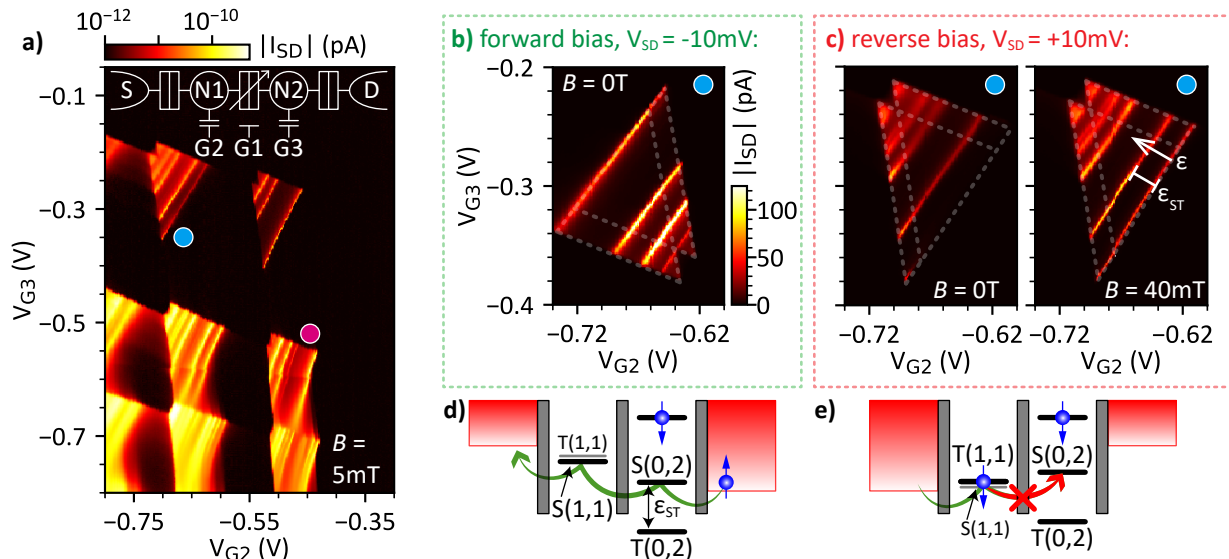 a)
10⁻¹²
10⁻¹⁰
|I_SD| (pA)
S
N1
N2
D
G2
G1
G3
−0.1
−0.3
−0.5
−0.7
V_G3 (V)
B = 5mT
−0.75
−0.55
−0.35
V_G2 (V)
b) forward bias, V_SD = -10mV:
−0.2
−0.3
−0.4
V_G3 (V)
B = 0T
|I_SD| (pA)
100
50
0
−0.72
−0.62
V_G2 (V)
c) reverse bias, V_SD = +10mV:
B = 0T
−0.72
−0.62
V_G2 (V)
ε
ε_ST
B = 40mT
−0.72
−0.62
V_G2 (V)
d)
T(1,1)
S(1,1)
S(0,2)
ε_ST
T(0,2)
e)
T(1,1)
S(1,1)
S(0,2)
T(0,2)